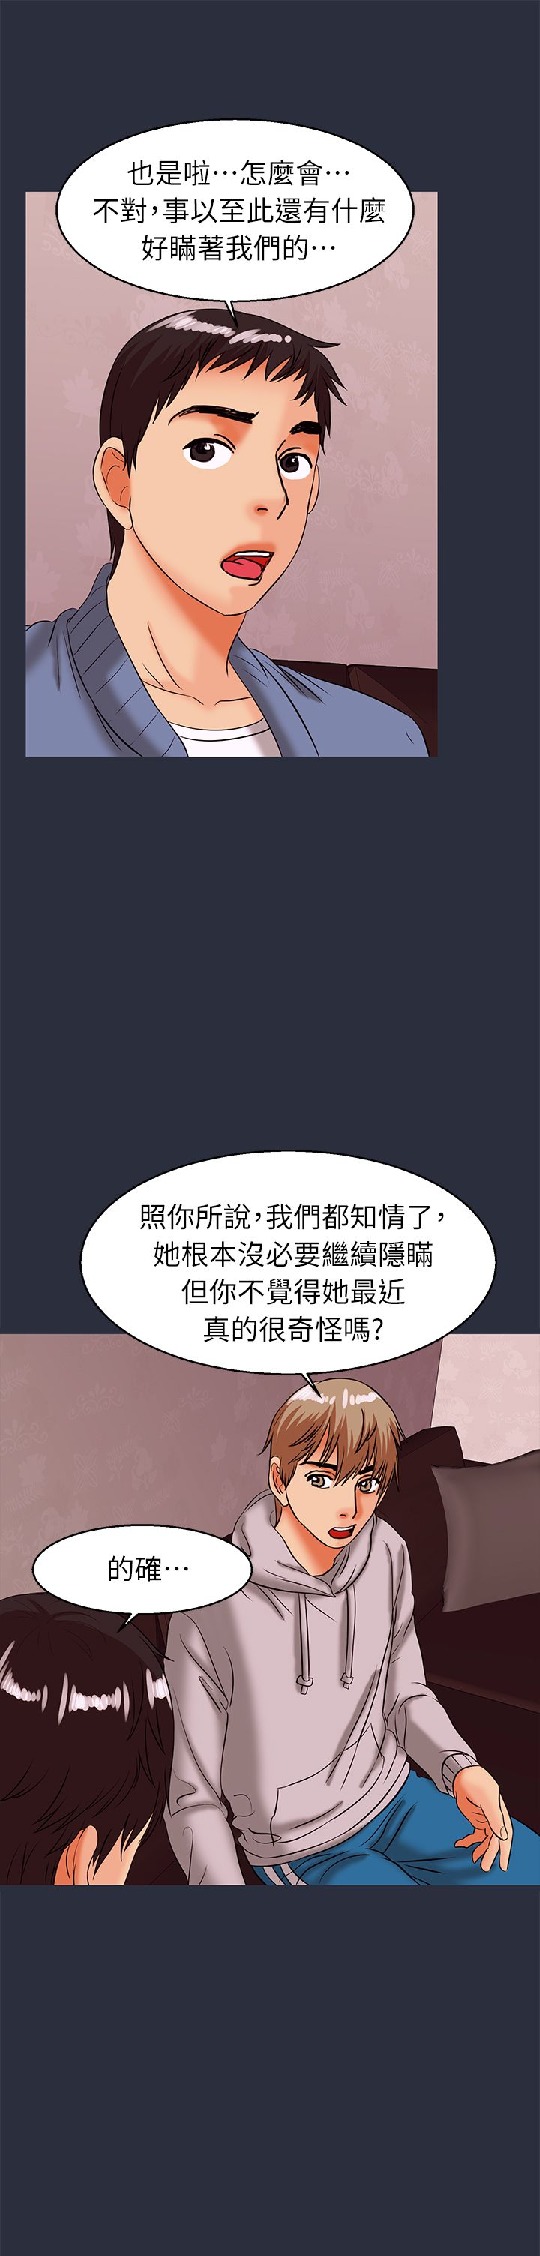 也是啦⋯怎麼會⋯
不對，事以至此還有什麼
好瞞著我們的⋯
照你所說，我們都知情了，
她根本沒必要繼續隱瞞
但你不覺得她最近
真的很奇怪嗎？
的確⋯